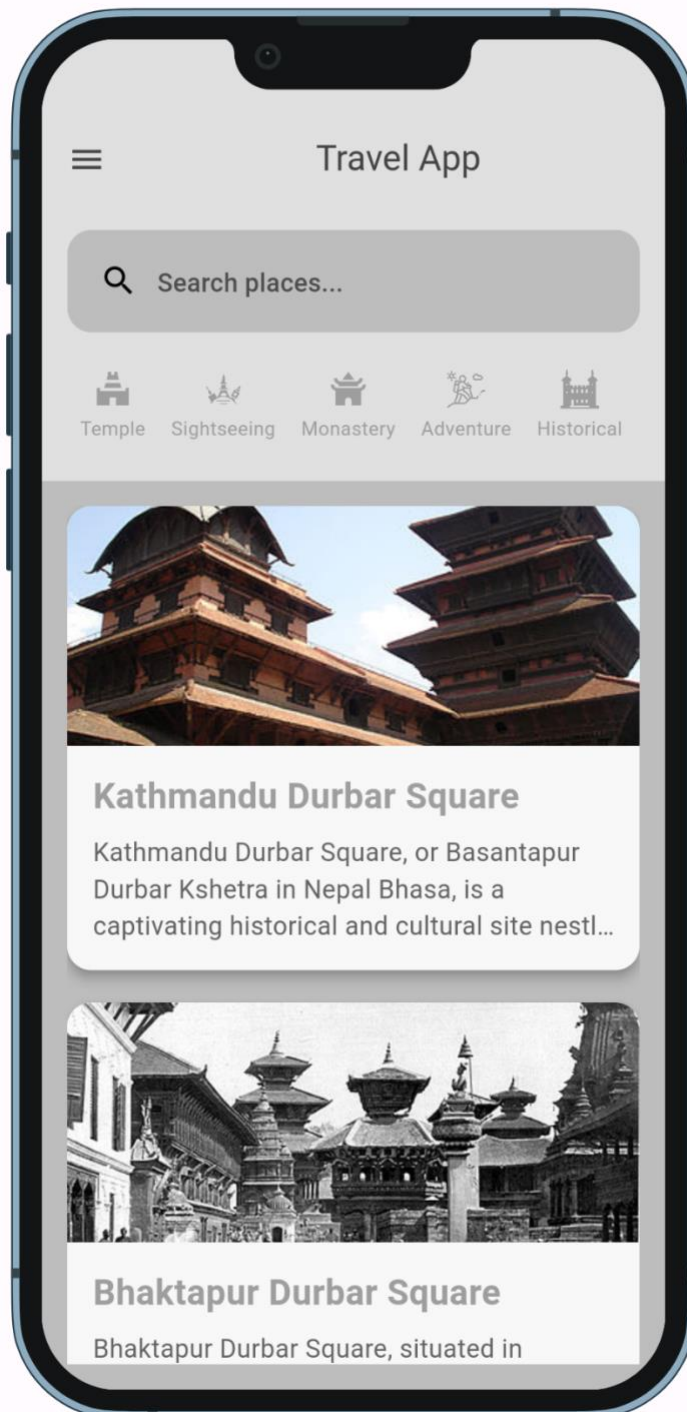 Travel App
Search places...
Temple Sightseeing Monastery Adventure Historical
Kathmandu Durbar Square
Kathmandu Durbar Square, or Basantapur
Durbar Kshetra in Nepal Bhasa, is a
captivating historical and cultural site nestl...
Bhaktapur Durbar Square
Bhaktapur Durbar Square, situated in